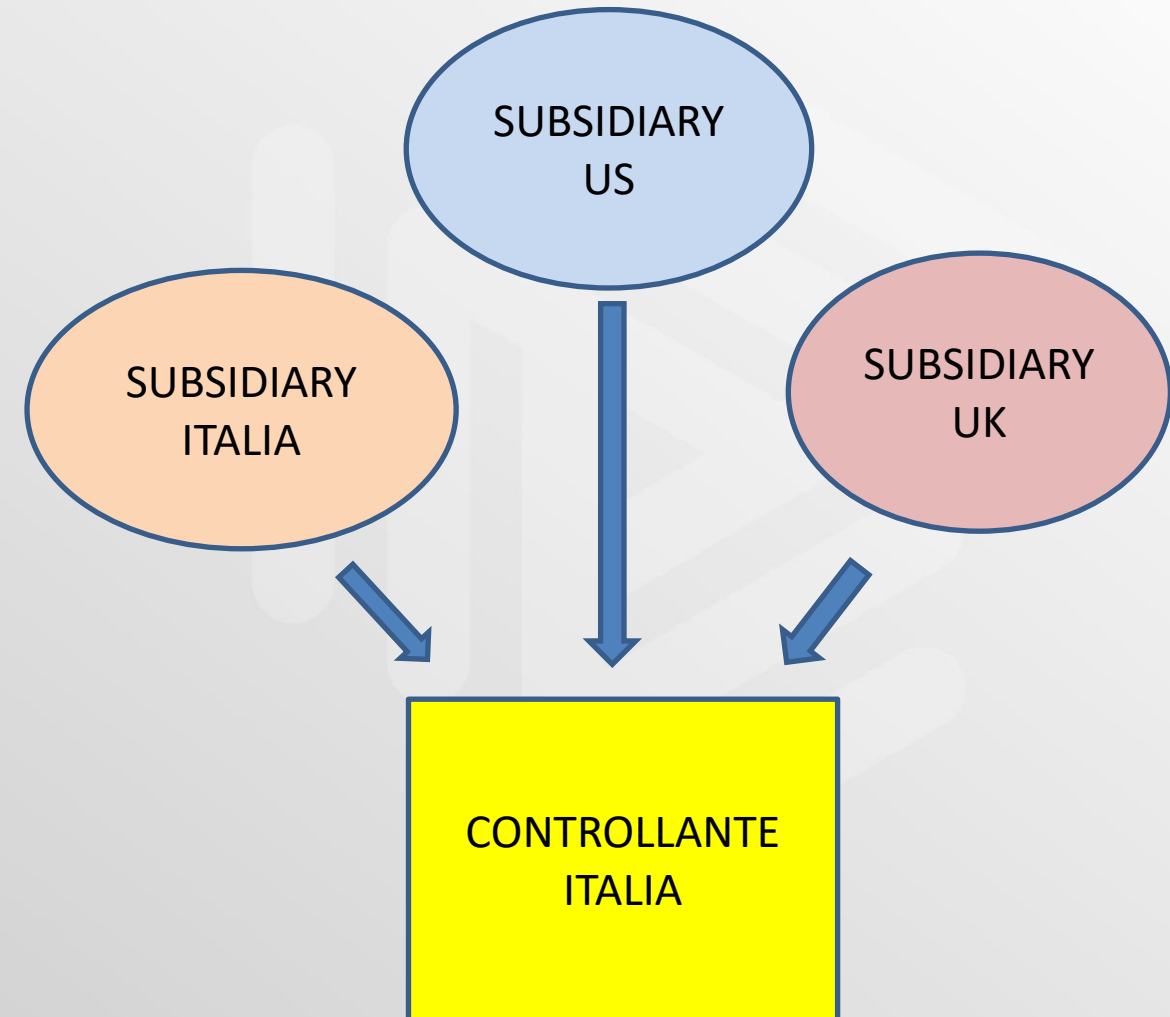 SUBSIDIARY
US
SUBSIDIARY
ITALIA
SUBSIDIARY
UK
CONTROLLANTE
ITALIA